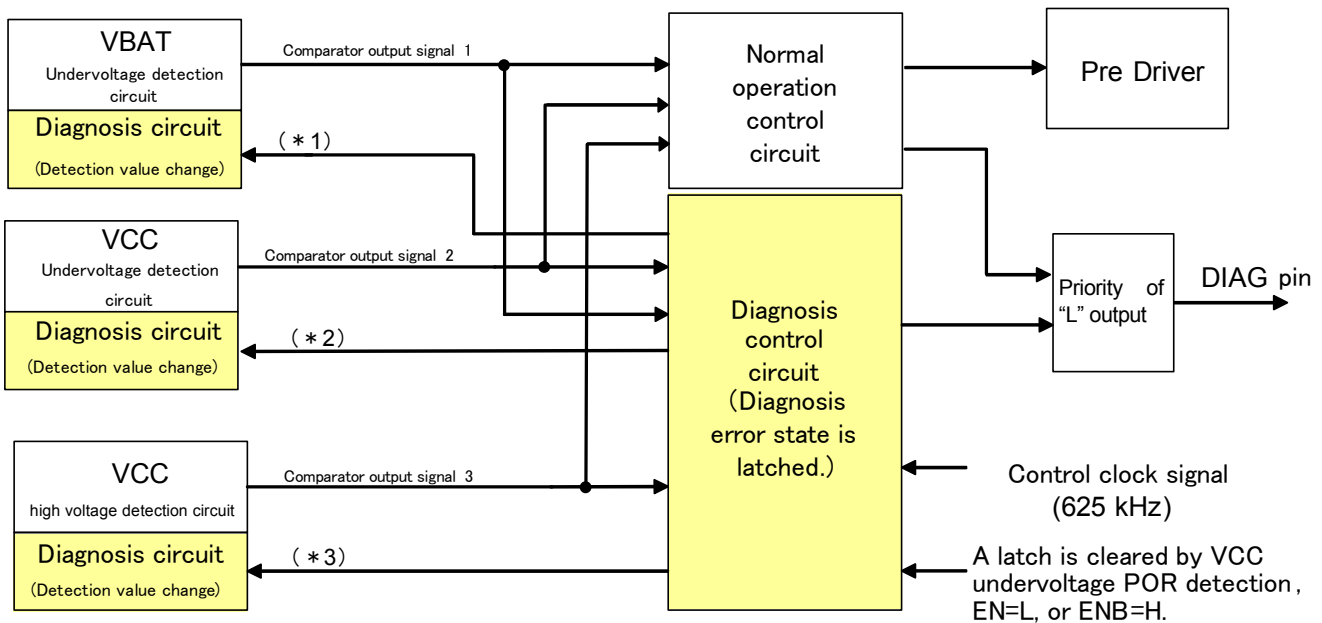 VBAT
Undervoltage detection
circuit
Diagnosis circuit
(Detection value change)
Comparator output signal 1
(*1)
VCC
Undervoltage detection
circuit
Diagnosis circuit
(Detection value change)
Comparator output signal 2
(*2)
VCC
high voltage detection circuit
Diagnosis circuit
(Detection value change)
Comparator output signal 3
(*3)
Normal
operation
control
circuit
Diagnosis
control
circuit
(Diagnosis
error state is
latched.)
Pre Driver
Priority of
“L” output
DIAG pin
Control clock signal
(625 kHz)
A latch is cleared by VCC
undervoltage POR detection,
EN=L, or ENB=H.